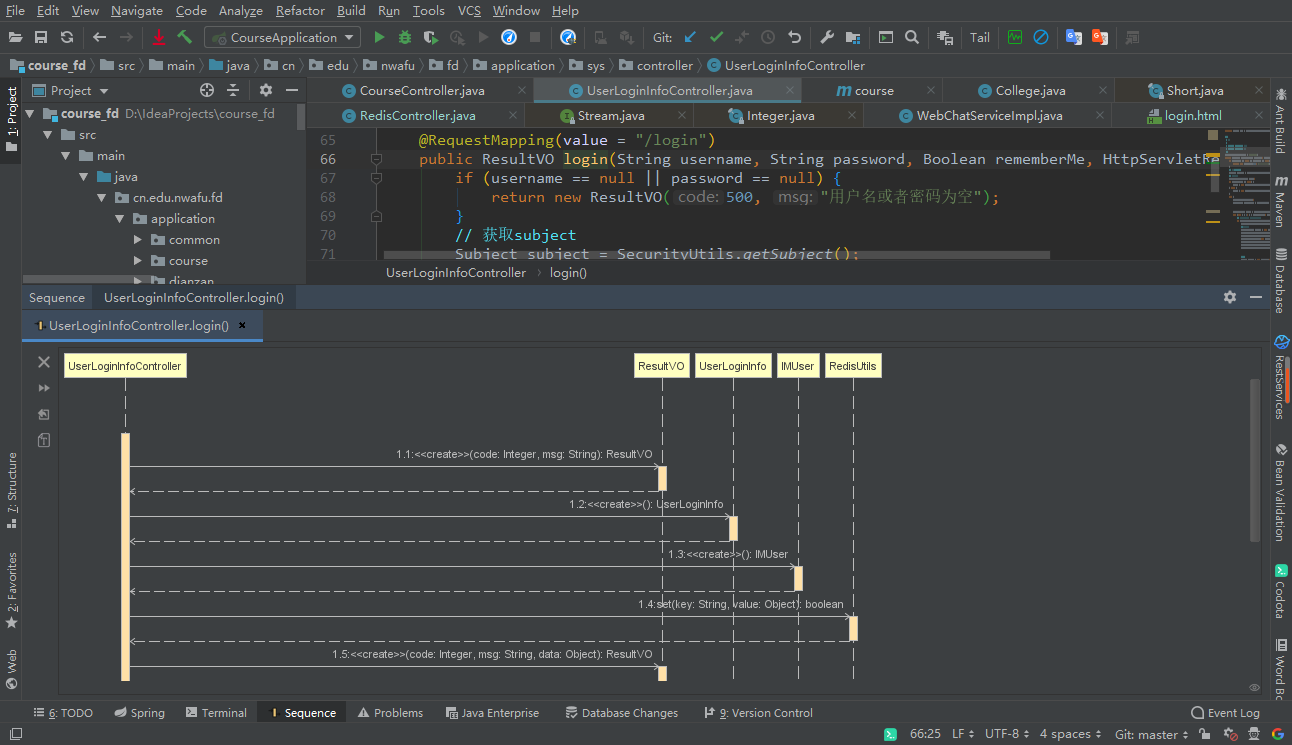 File Edit View Navigate Code Analyze Refactor Build Run Tools VCS Window Help
CourseApplication Git: Tail
course_fd src main java cn edu nwafu fd application sys controller UserLoginInfoController
1: Project
Project
CourseController.java UserLoginInfoController.java course College.java Short.java
RedisController.java Stream.java Integer.java WebChatServiceImpl.java login.html
course_fd D:\IdeaProjects\course_fd
src
main
java
cn.edu.nwafu.fd
application
common
course
dianzan
65 @RequestMapping(value = "/login")
66 public ResultVO login(String username, String password, Boolean rememberMe, HttpServletRe
67 if (username == null || password == null) {
68 return new ResultVO( code: 500, msg: "用户名或者密码为空");
69 }
70 // 获取subject
71 Subject subject = SecurityUtils.getSubject();
UserLoginInfoController login()
Sequence UserLoginInfoController.login()
UserLoginInfoController.login()
UserLoginInfoController ResultVO UserLoginInfo IMUser RedisUtils
1.1:<<create>>(code: Integer, msg: String): ResultVO
1.2:<<create>>(): UserLoginInfo
1.3:<<create>>(): IMUser
1.4:set(key: String, value: Object): boolean
1.5:<<create>>(code: Integer, msg: String, data: Object): ResultVO
7: Structure
2: Favorites
Web
Ant Build
Maven
Database
RestServices
Bean Validation
Codota
Word Bo
6: TODO Spring Terminal Sequence Problems Java Enterprise Database Changes 9: Version Control Event Log
66:25 LF UTF-8 4 spaces Git: master